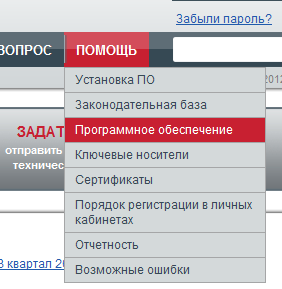 Забыли пароль?
ВОПРОС
ПОМОЩЬ
Установка ПО
2012
Законодательная база
Программное обеспечение
ЗАДАТ
Ключевые носители
отправить
техничес
Сертификаты
Порядок регистрации в личных
кабинетах
Отчетность
3 квартал 20
Возможные ошибки